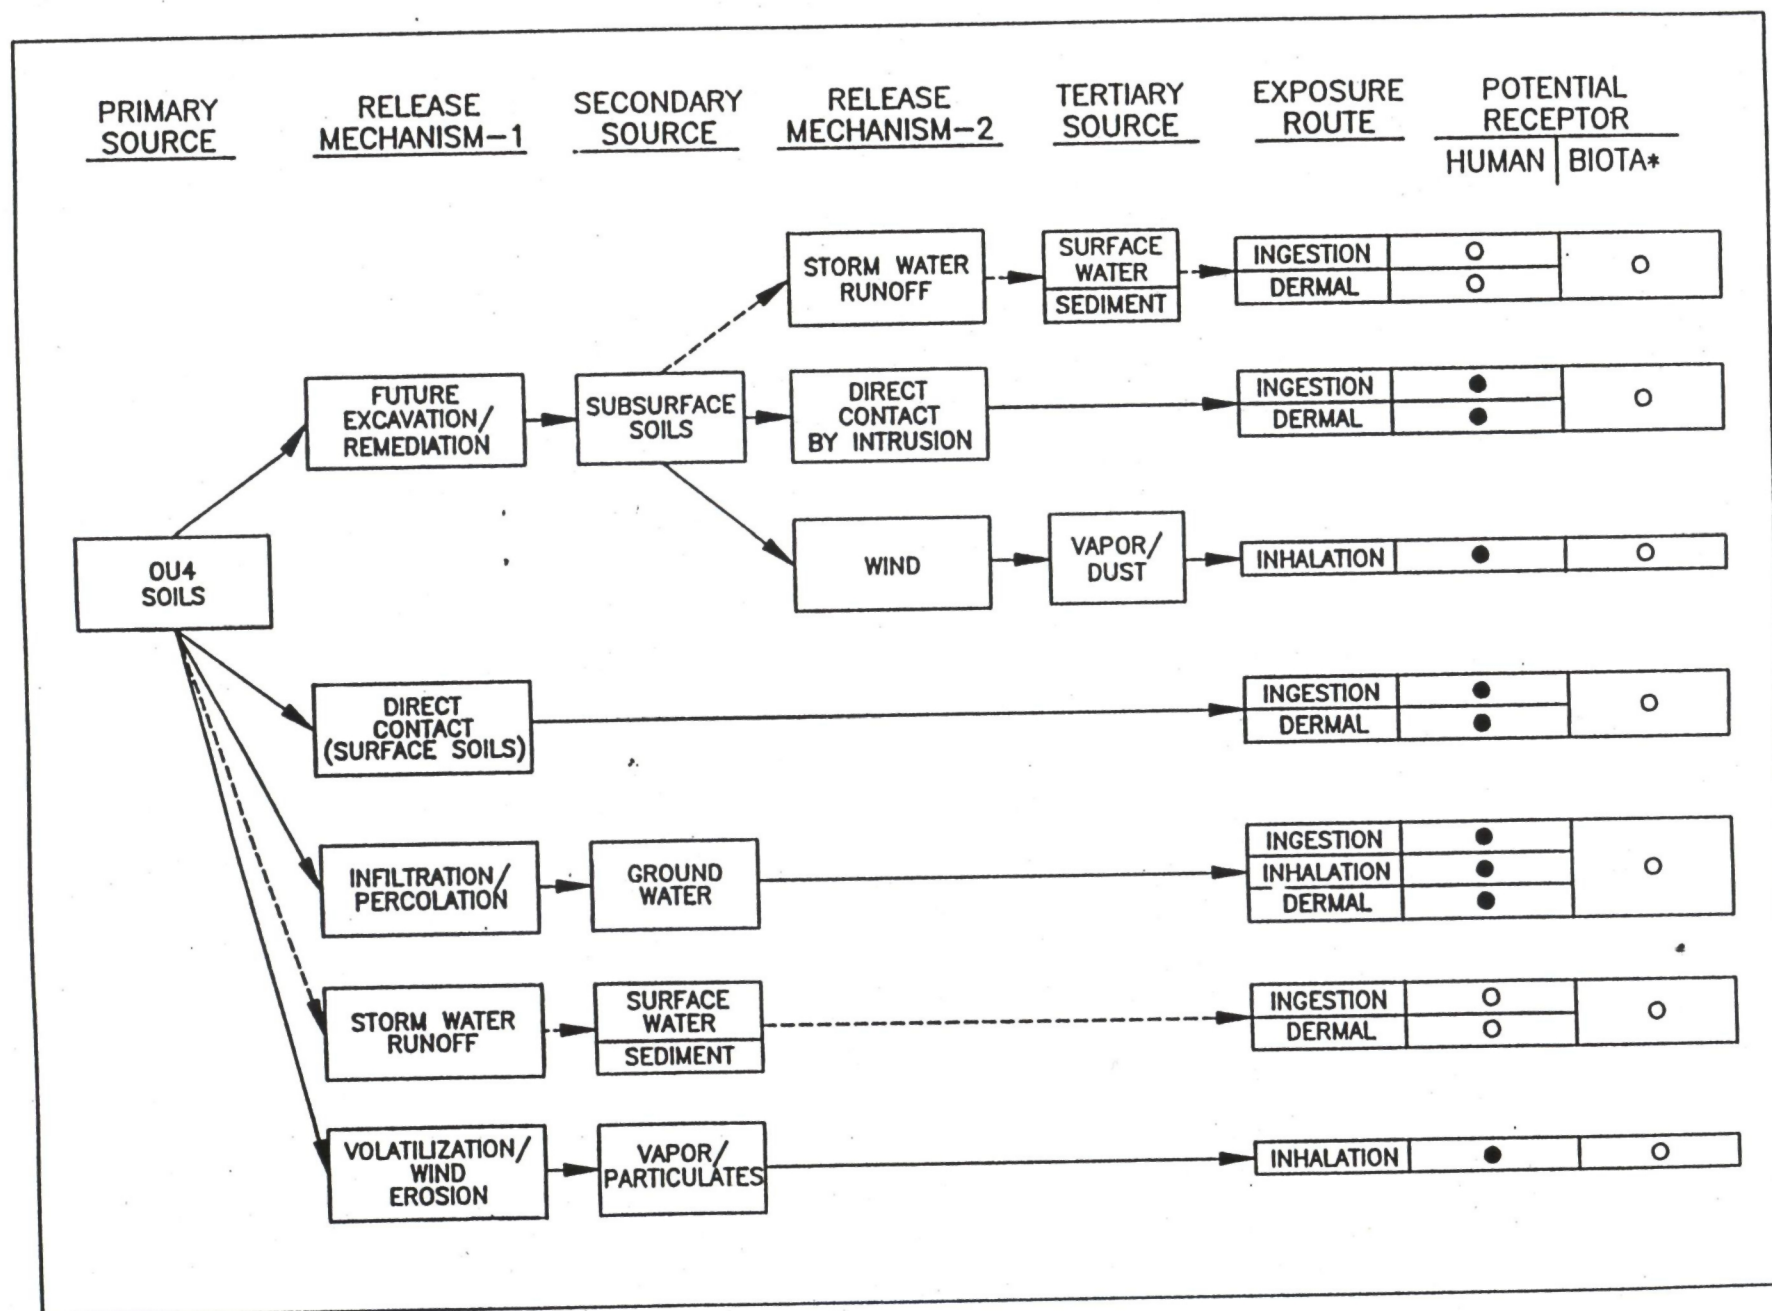 PRIMARY
SOURCE
RELEASE
MECHANISM-1
SECONDARY
SOURCE
RELEASE
MECHANISM-2
TERTIARY
SOURCE
EXPOSURE
ROUTE
POTENTIAL
RECEPTOR
HUMAN
BIOTA*
STORM WATER
RUNOFF
SURFACE
WATER
SEDIMENT
INGESTION
DERMAL
FUTURE
EXCAVATION/
REMEDIATION
SUBSURFACE
SOILS
DIRECT
CONTACT
BY INTRUSION
INGESTION
DERMAL
OU4
SOILS
WIND
VAPOR/
DUST
INHALATION
DIRECT
CONTACT
(SURFACE SOILS)
INGESTION
DERMAL
INFILTRATION/
PERCOLATION
GROUND
WATER
INGESTION
INHALATION
DERMAL
STORM WATER
RUNOFF
SURFACE
WATER
SEDIMENT
INGESTION
DERMAL
VOLATILIZATION/
WIND
EROSION
VAPOR/
PARTICULATES
INHALATION